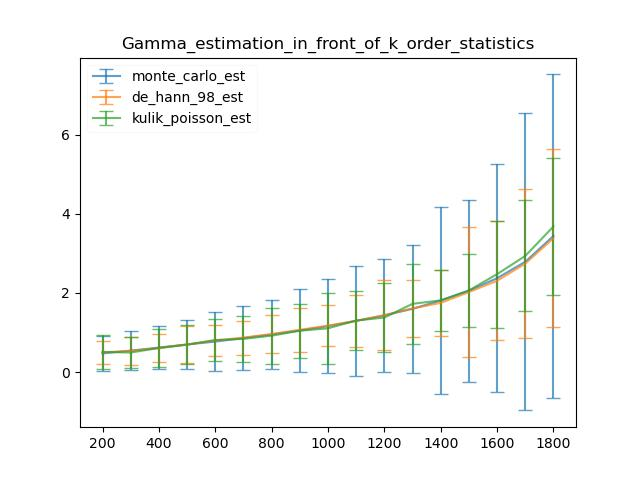 Gamma_estimation_in_front_of_k_order_statistics
monte_carlo_est
de_hann_98_est
kulik_poisson_est
6
4
2
0
200 400 600 800 1000 1200 1400 1600 1800